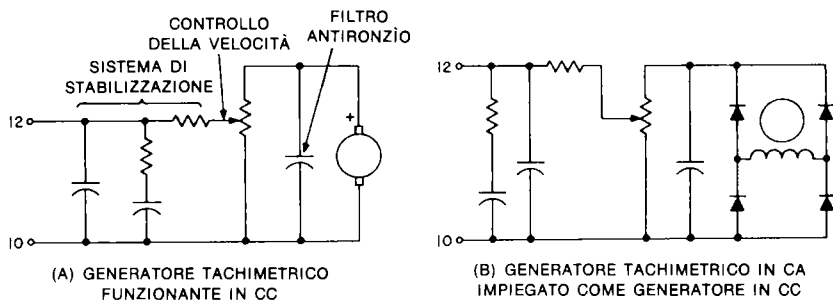 CONTROLLO
DELLA VELOCITÀ
FILTRO
ANTIRONZÌO
SISTEMA DI
STABILIZZAZIONE
12
+
10
(A) GENERATORE TACHIMETRICO
FUNZIONANTE IN CC
12
10
(B) GENERATORE TACHIMETRICO IN CA
IMPIEGATO COME GENERATORE IN CC